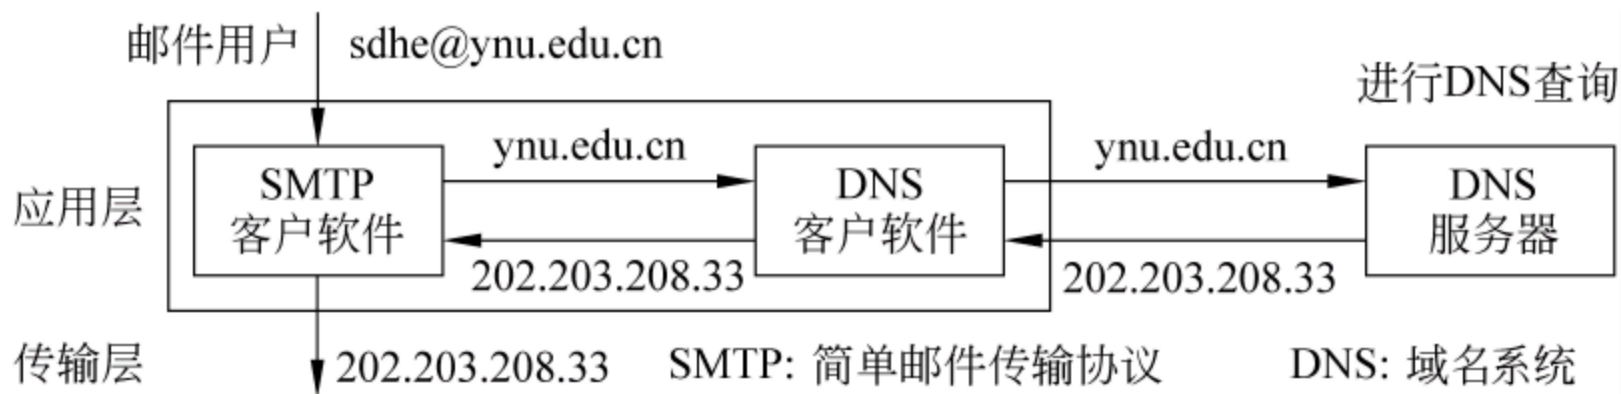 邮件用户 sdhe@ynu.edu.cn
进行DNS查询
应用层
SMTP
客户软件
ynu.edu.cn
202.203.208.33
DNS
客户软件
ynu.edu.cn
202.203.208.33
DNS
服务器
传输层
202.203.208.33
SMTP: 简单邮件传输协议
DNS: 域名系统